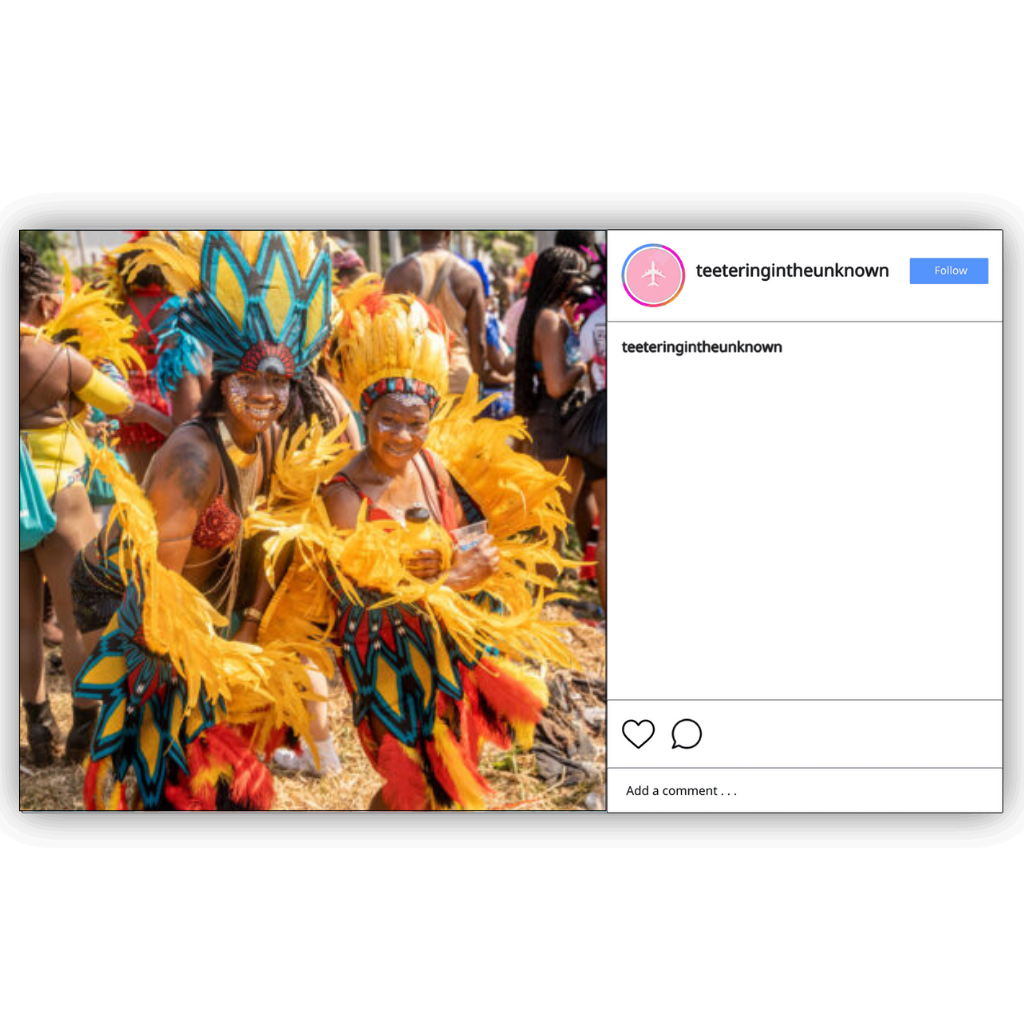 teeteringintheunknown
Follow
teeteringintheunknown
Add a comment . . .